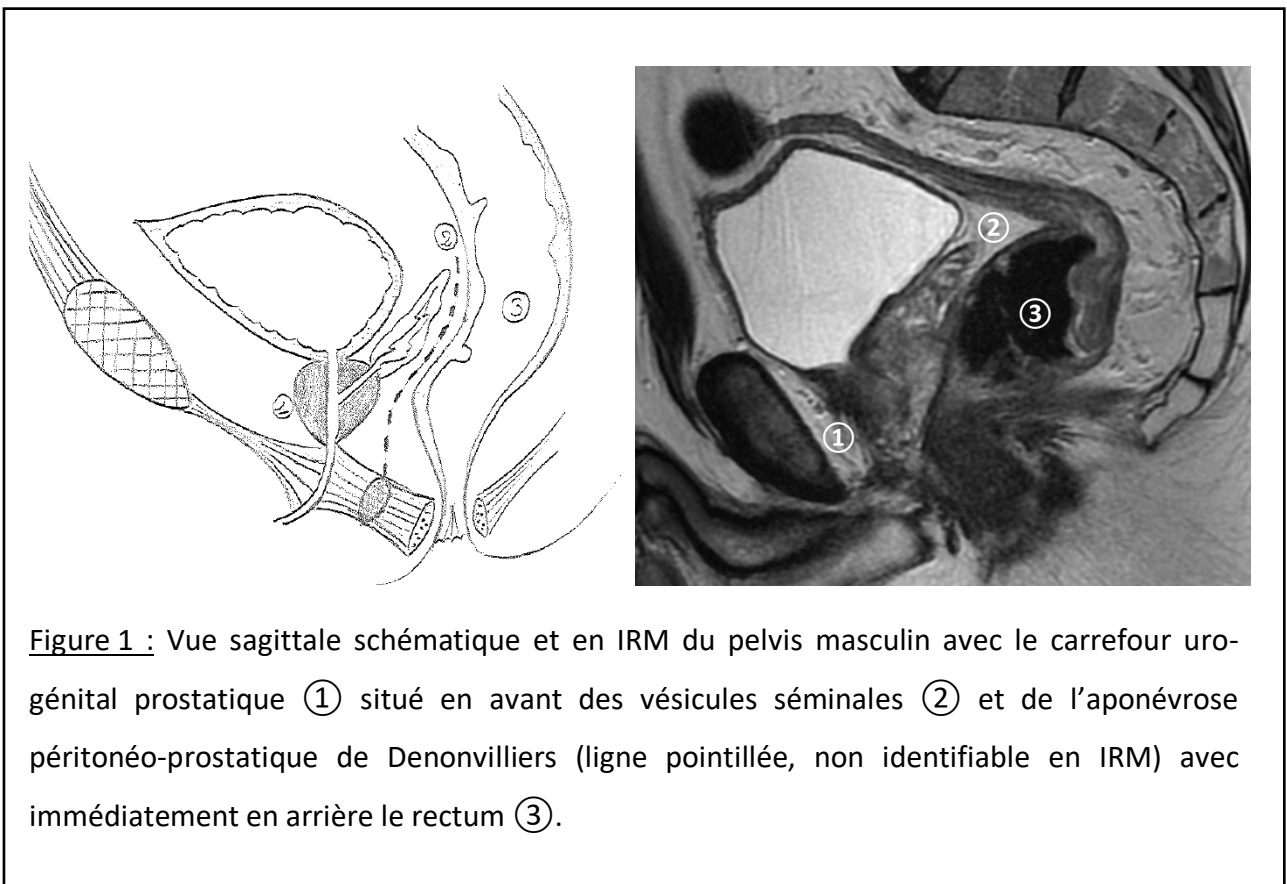 ②
③
②
③
①
Figure 1 : Vue sagittale schématique et en IRM du pelvis masculin avec le carrefour uro-
génital prostatique ① situé en avant des vésicules séminales ② et de l’aponévrose
péritonéo-prostatique de Denonvilliers (ligne pointillée, non identifiable en IRM) avec
immédiatement en arrière le rectum ③.